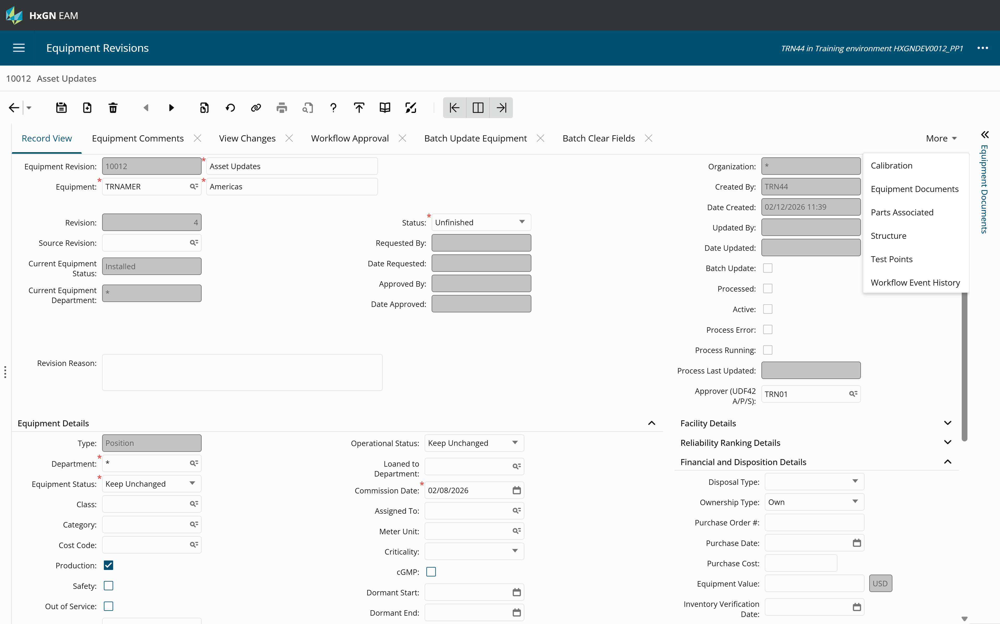 HxGN EAM
Equipment Revisions
TRN44 in Training environment HXGNDEV0012_PP1
10012 Asset Updates
Record View
Equipment Comments
View Changes
Workflow Approval
Batch Update Equipment
Batch Clear Fields
More
Calibration
Equipment Documents
Parts Associated
Structure
Test Points
Workflow Event History
Equipment Documents
Equipment Revision: 10012 * Asset Updates
Equipment: * TRNAMER * Americas
Revision: 4
Source Revision:
Current Equipment
Status: Installed
Current Equipment
Department: *
Status: * Unfinished
Requested By:
Date Requested:
Approved By:
Date Approved:
Revision Reason:
Organization: *
Created By: TRN44
Date Created: 02/12/2026 11:39
Updated By:
Date Updated:
Batch Update:
Processed:
Active:
Process Error:
Process Running:
Process Last Updated:
Approver (UDF42
A/P/S): TRN01
Equipment Details
Type: Position
Department: * *
Equipment Status: * Keep Unchanged
Class:
Category:
Cost Code:
Production:
Safety:
Out of Service:
Operational Status: Keep Unchanged
Loaned to
Department:
Commission Date: * 02/08/2026
Assigned To:
Meter Unit:
Criticality:
cGMP:
Dormant Start:
Dormant End:
Facility Details
Reliability Ranking Details
Financial and Disposition Details
Disposal Type:
Ownership Type: Own
Purchase Order #:
Purchase Date:
Purchase Cost:
Equipment Value: USD
Inventory Verification
Date: